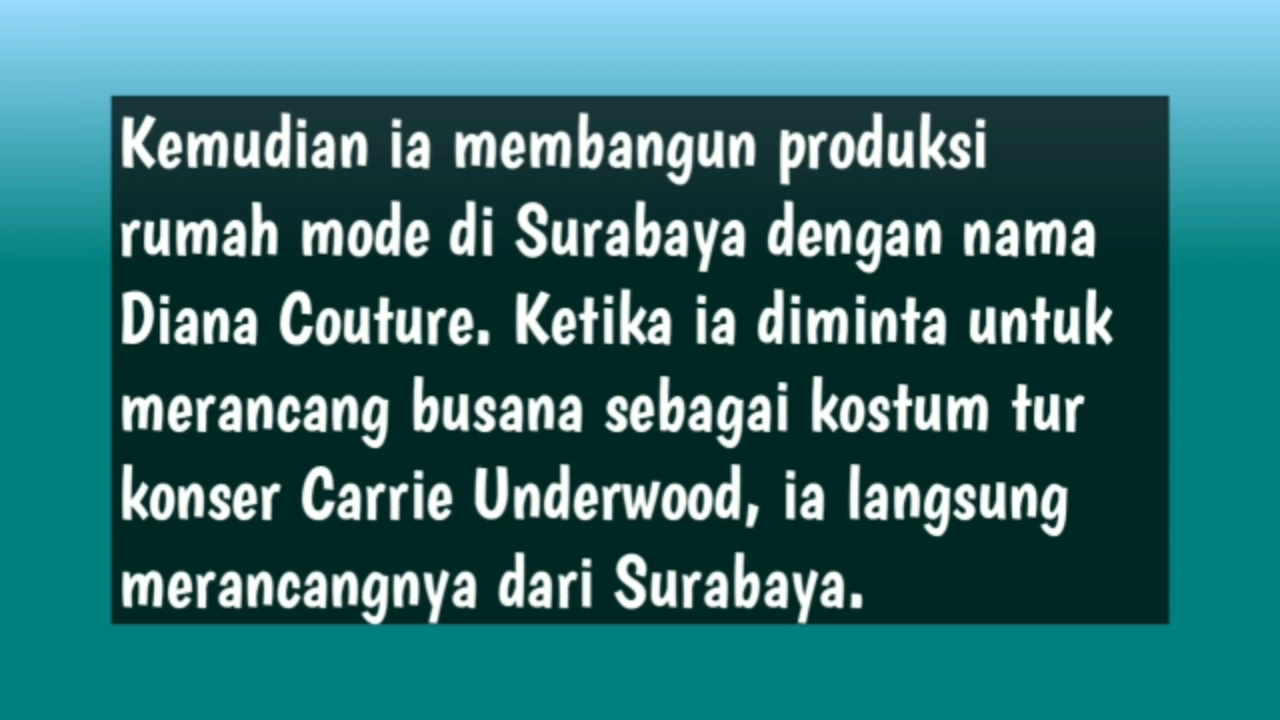 Kemudian ia membangun produksi
rumah mode di Surabaya dengan nama
Diana Couture. Ketika ia diminta untuk
merancang busana sebagai kostum tur
konser Carrie Underwood, ia langsung
merancangnya dari Surabaya.